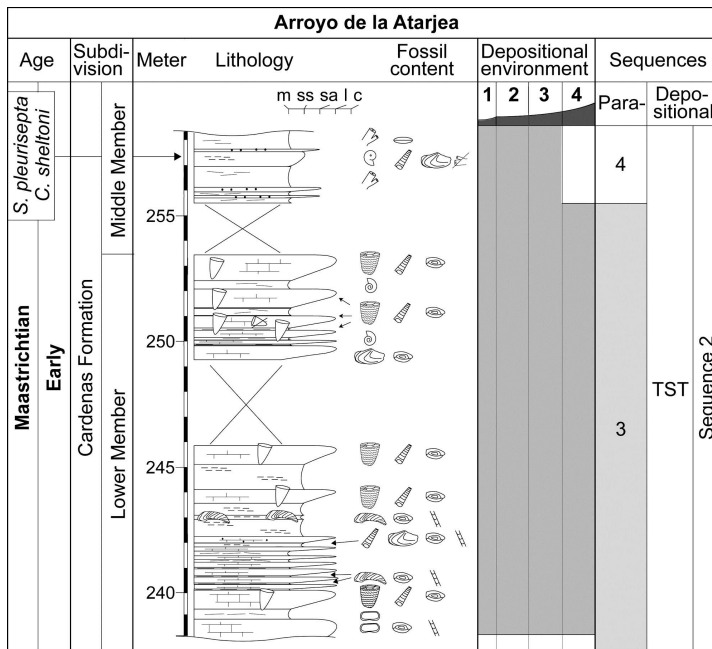 Arroyo de la Atarjea
Age
Subdi-
vision
Meter
Lithology
Fossil
content
Depositional
environment
Sequences
m ss sa l c
1 2 3 4
Para-
Depo-
sitional
S. pleurisepta
C. sheltoni
Maastrichtian
Early
Cardenas Formation
Middle Member
Lower Member
255
250
245
240
4
3
TST
Sequence 2